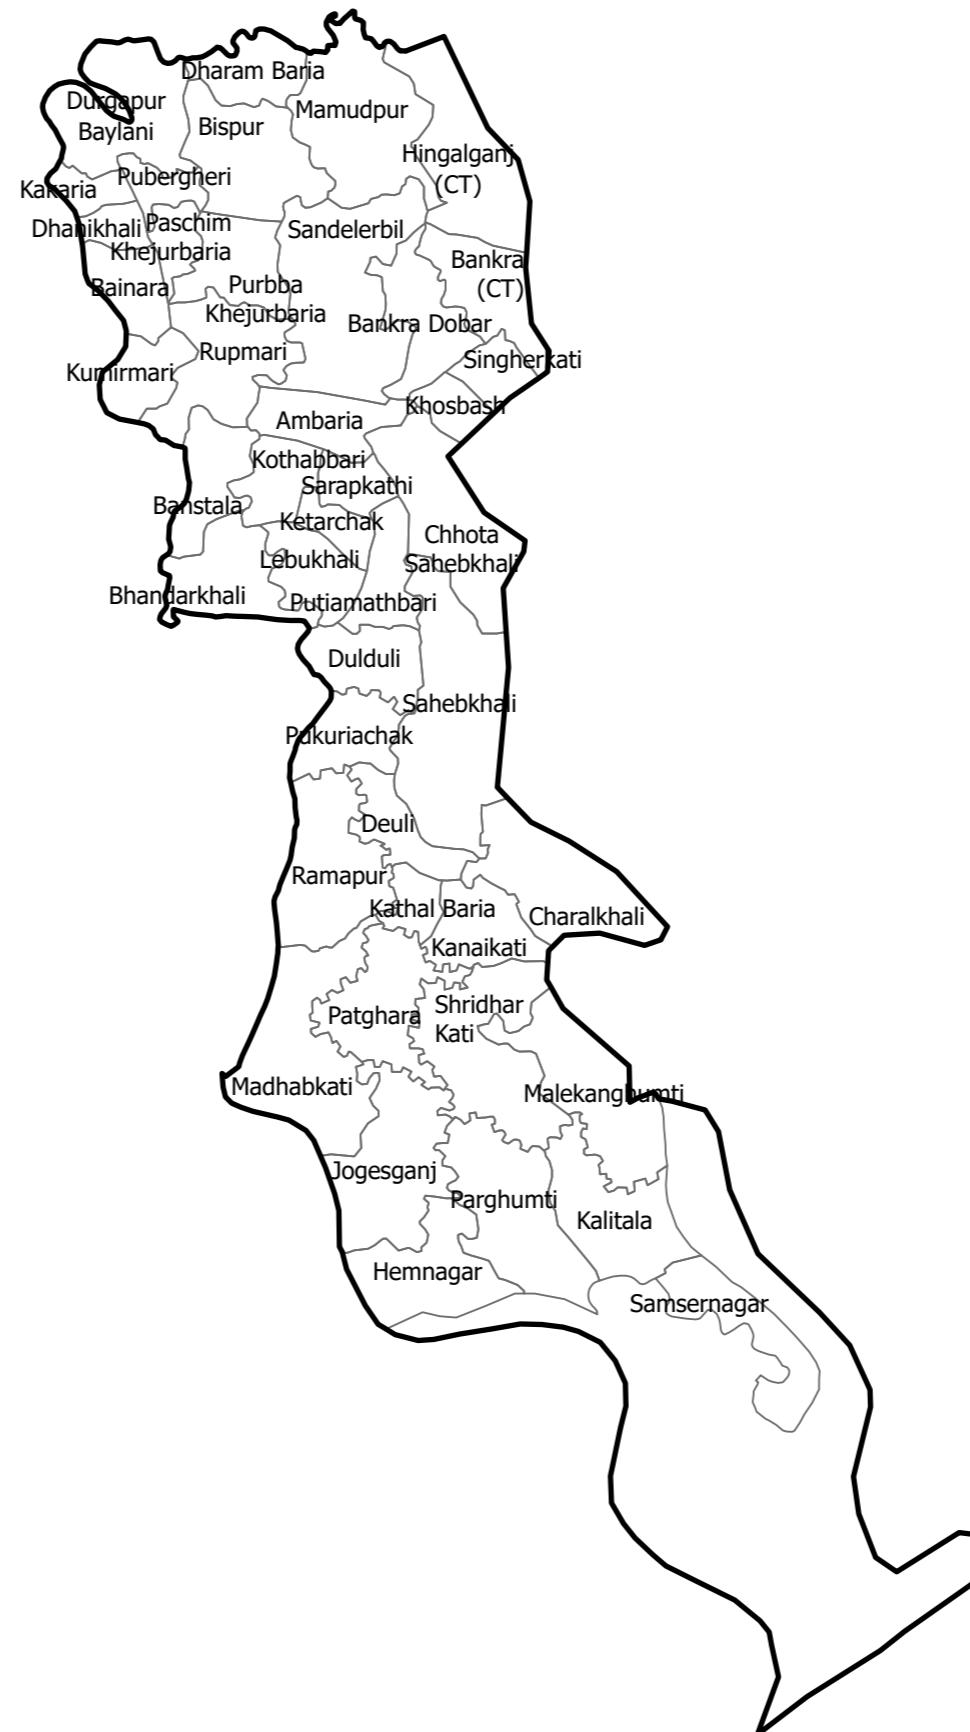 Dharam Baria
Durgapur
Baylani
Mamudpur
Bispur
Hingalganj
(CT)
Pubergheri
Kakaria
Dhanikhali
Paschim
Khejurbaria
Sandelerbil
Bankra
(CT)
Bainara
Purbba
Khejurbaria
Bankra Dobar
Rupmari
Singherkati
Kumirmari
Khosbash
Ambaria
Kothabbari
Sarapkathi
Banstala
Ketarchak
Chhota
Sahebkhali
Lebukhali
Bhandarkhali
Putiamathbari
Dulduli
Sahebkhali
Pukuriachak
Deuli
Ramapur
Kathal Baria
Charalkhali
Kanaikati
Shridhar
Kati
Patghara
Madhabkati
Malekanghumti
Jogesganj
Parghumti
Kalitala
Hemnagar
Samsernagar